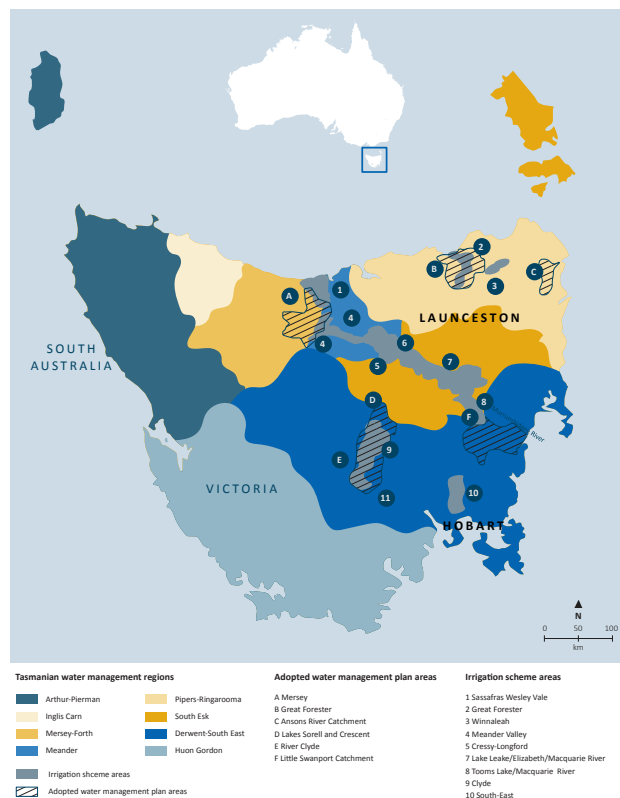 2
B
C
A
3
1
LAUNCESTON
4
SOUTH
AUSTRALIA
4
6
5
7
D
8
F
River
9
E
VICTORIA
10
11
HOBART
N
0 50 100
km
Tasmanian water management regions
Arthur-Pierman
Inglis Carn
Mersey-Forth
Meander
Pipers-Ringarooma
South Esk
Derwent-South East
Huon Gordon
Irrigation shceme areas
Adopted water management plan areas
Adopted water management plan areas
A Mersey
B Great Forester
C Ansons River Catchment
D Lakes Sorell and Crescent
E River Clyde
F Little Swanport Catchment
Irrigation scheme areas
1 Sassafras Wesley Vale
2 Great Forester
3 Winnaleah
4 Meander Valley
5 Cressy-Longford
7 Lake Leake/Elizabeth/Macquarie River
8 Tooms Lake/Macquarie River
9 Clyde
10 South-East